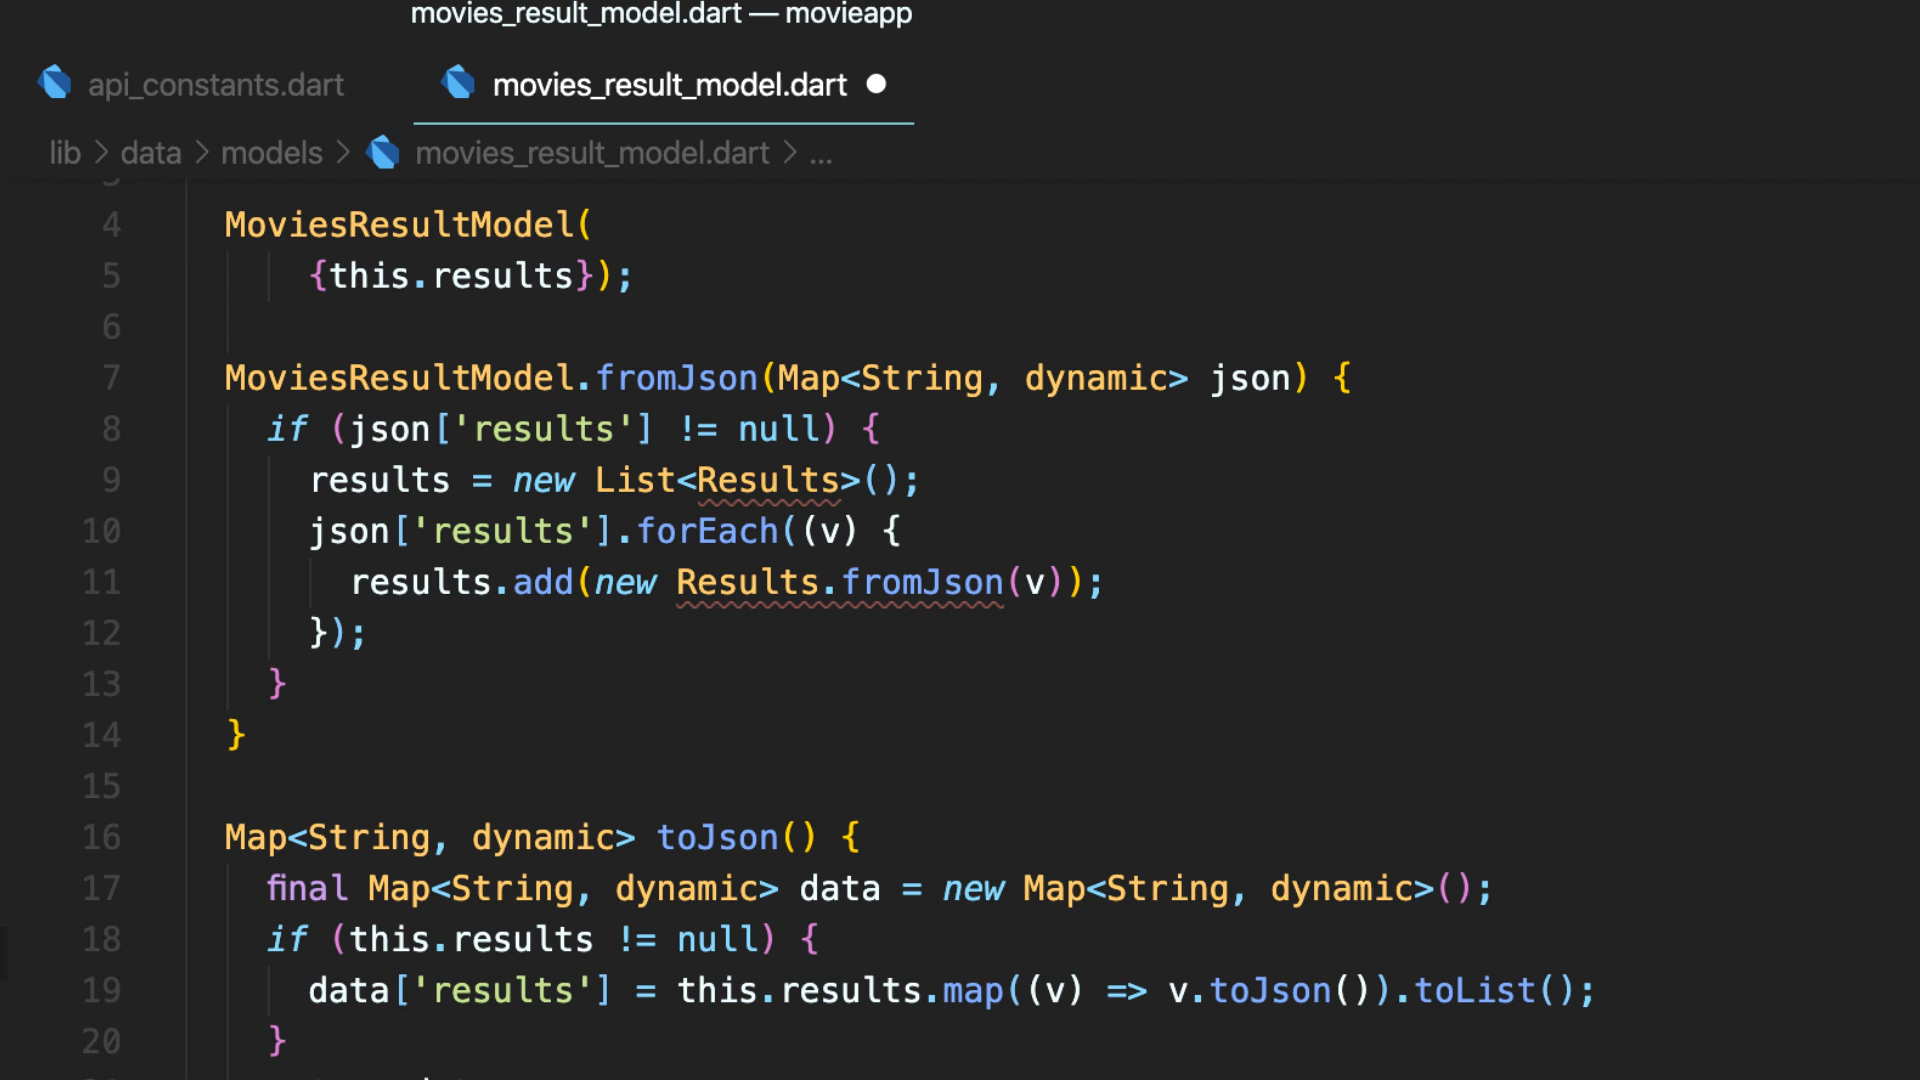 movies_result_model.dart — movieapp
api_constants.dart movies_result_model.dart
lib > data > models > movies_result_model.dart > ...
4 MoviesResultModel(
5 {this.results});
6
7 MoviesResultModel.fromJson(Map<String, dynamic> json) {
8 if (json['results'] != null) {
9 results = new List<Results>();
10 json['results'].forEach((v) {
11 results.add(new Results.fromJson(v));
12 });
13 }
14 }
15
16 Map<String, dynamic> toJson() {
17 final Map<String, dynamic> data = new Map<String, dynamic>();
18 if (this.results != null) {
19 data['results'] = this.results.map((v) => v.toJson()).toList();
20 }